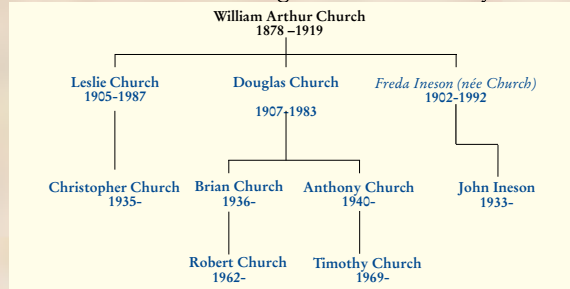 William Arthur Church
1878 –1919
Leslie Church
1905-1987
Douglas Church
1907-1983
Freda Ineson (née Church)
1902-1992
Christopher Church
1935-
Brian Church
1936-
Anthony Church
1940-
John Ineson
1933-
Robert Church
1962-
Timothy Church
1969-